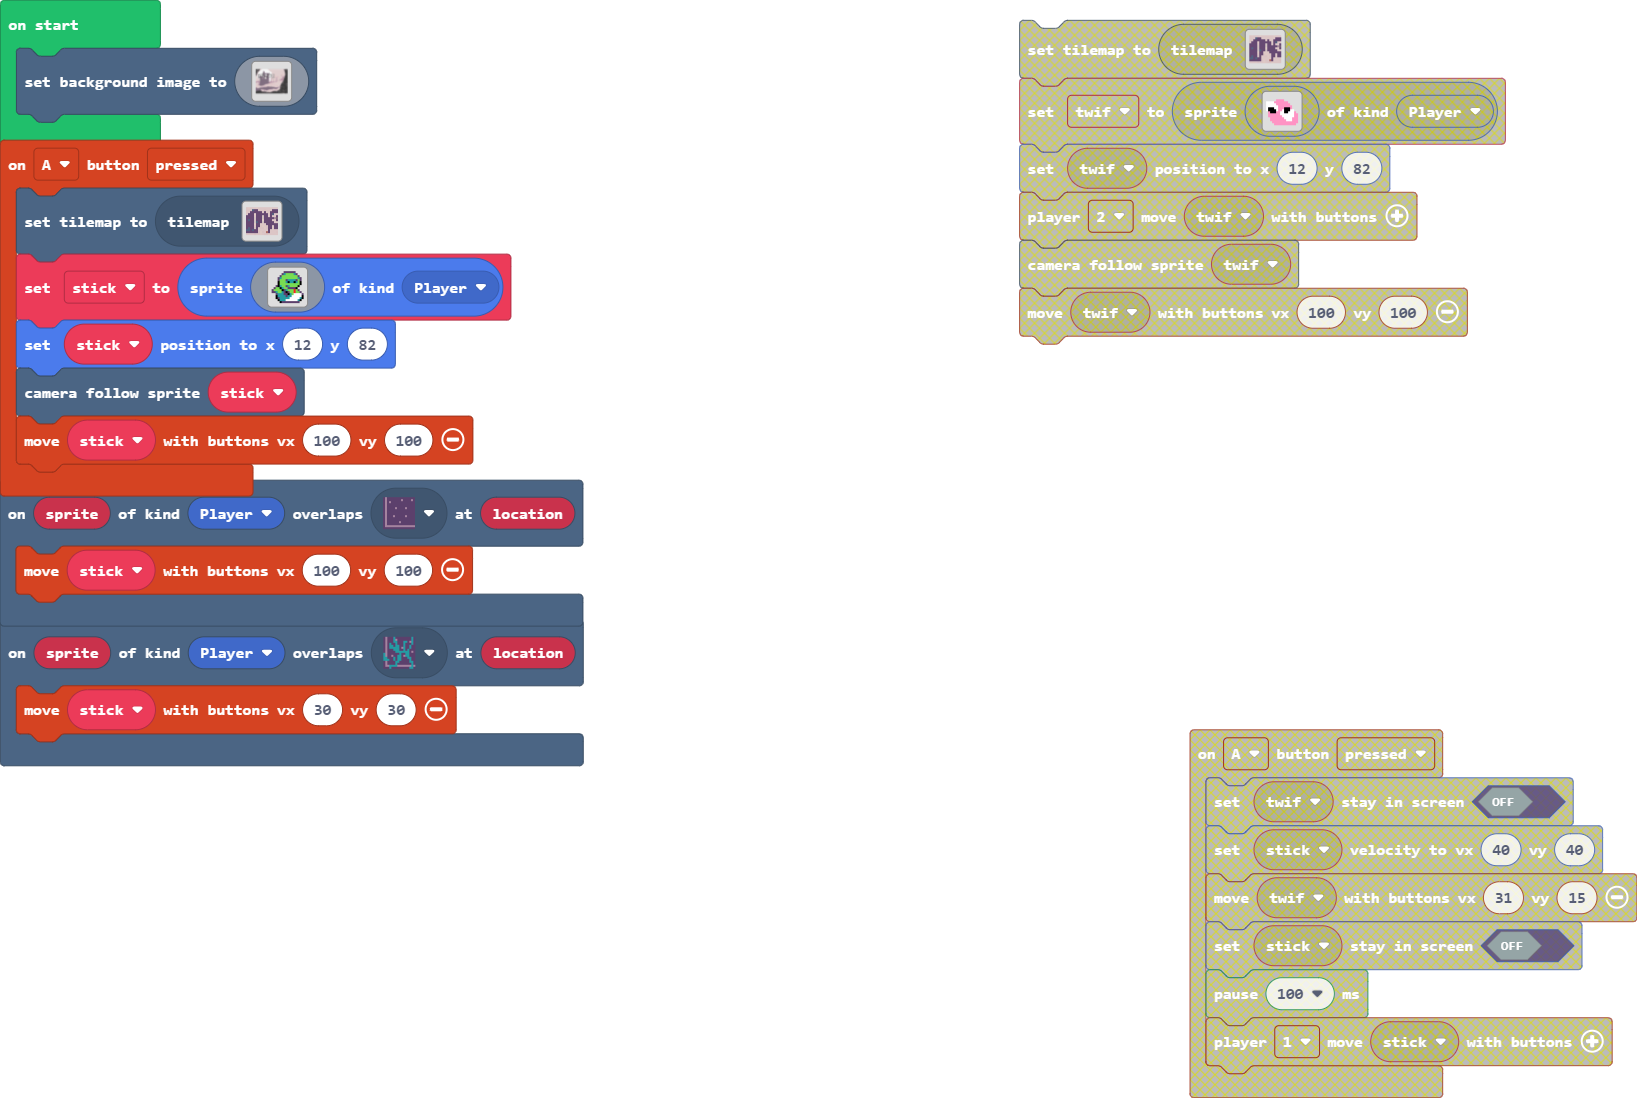 on start
set background image to
on A button pressed
set tilemap to tilemap
set stick to sprite of kind Player
set stick position to x 12 y 82
camera follow sprite stick
move stick with buttons vx 100 vy 100
on sprite of kind Player overlaps at location
move stick with buttons vx 100 vy 100
on sprite of kind Player overlaps at location
move stick with buttons vx 30 vy 30
set tilemap to tilemap
set twif to sprite of kind Player
set twif position to x 12 y 82
player 2 move twif with buttons
camera follow sprite twif
move twif with buttons vx 100 vy 100
on A button pressed
set twif stay in screen OFF
set stick velocity to vx 40 vy 40
move twif with buttons vx 31 vy 15
set stick stay in screen OFF
pause 100 ms
player 1 move stick with buttons